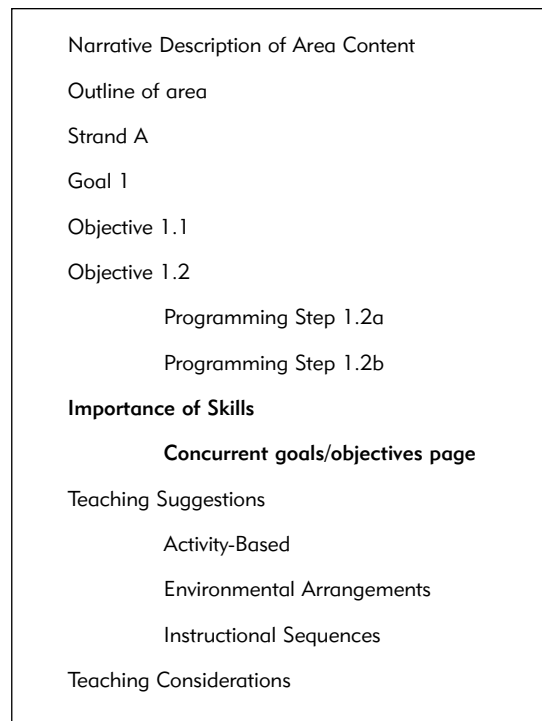 Narrative Description of Area Content
Outline of area
Strand A
Goal 1
Objective 1.1
Objective 1.2
Programming Step 1.2a
Programming Step 1.2b
Importance of Skills
Concurrent goals/objectives page
Teaching Suggestions
Activity-Based
Environmental Arrangements
Instructional Sequences
Teaching Considerations